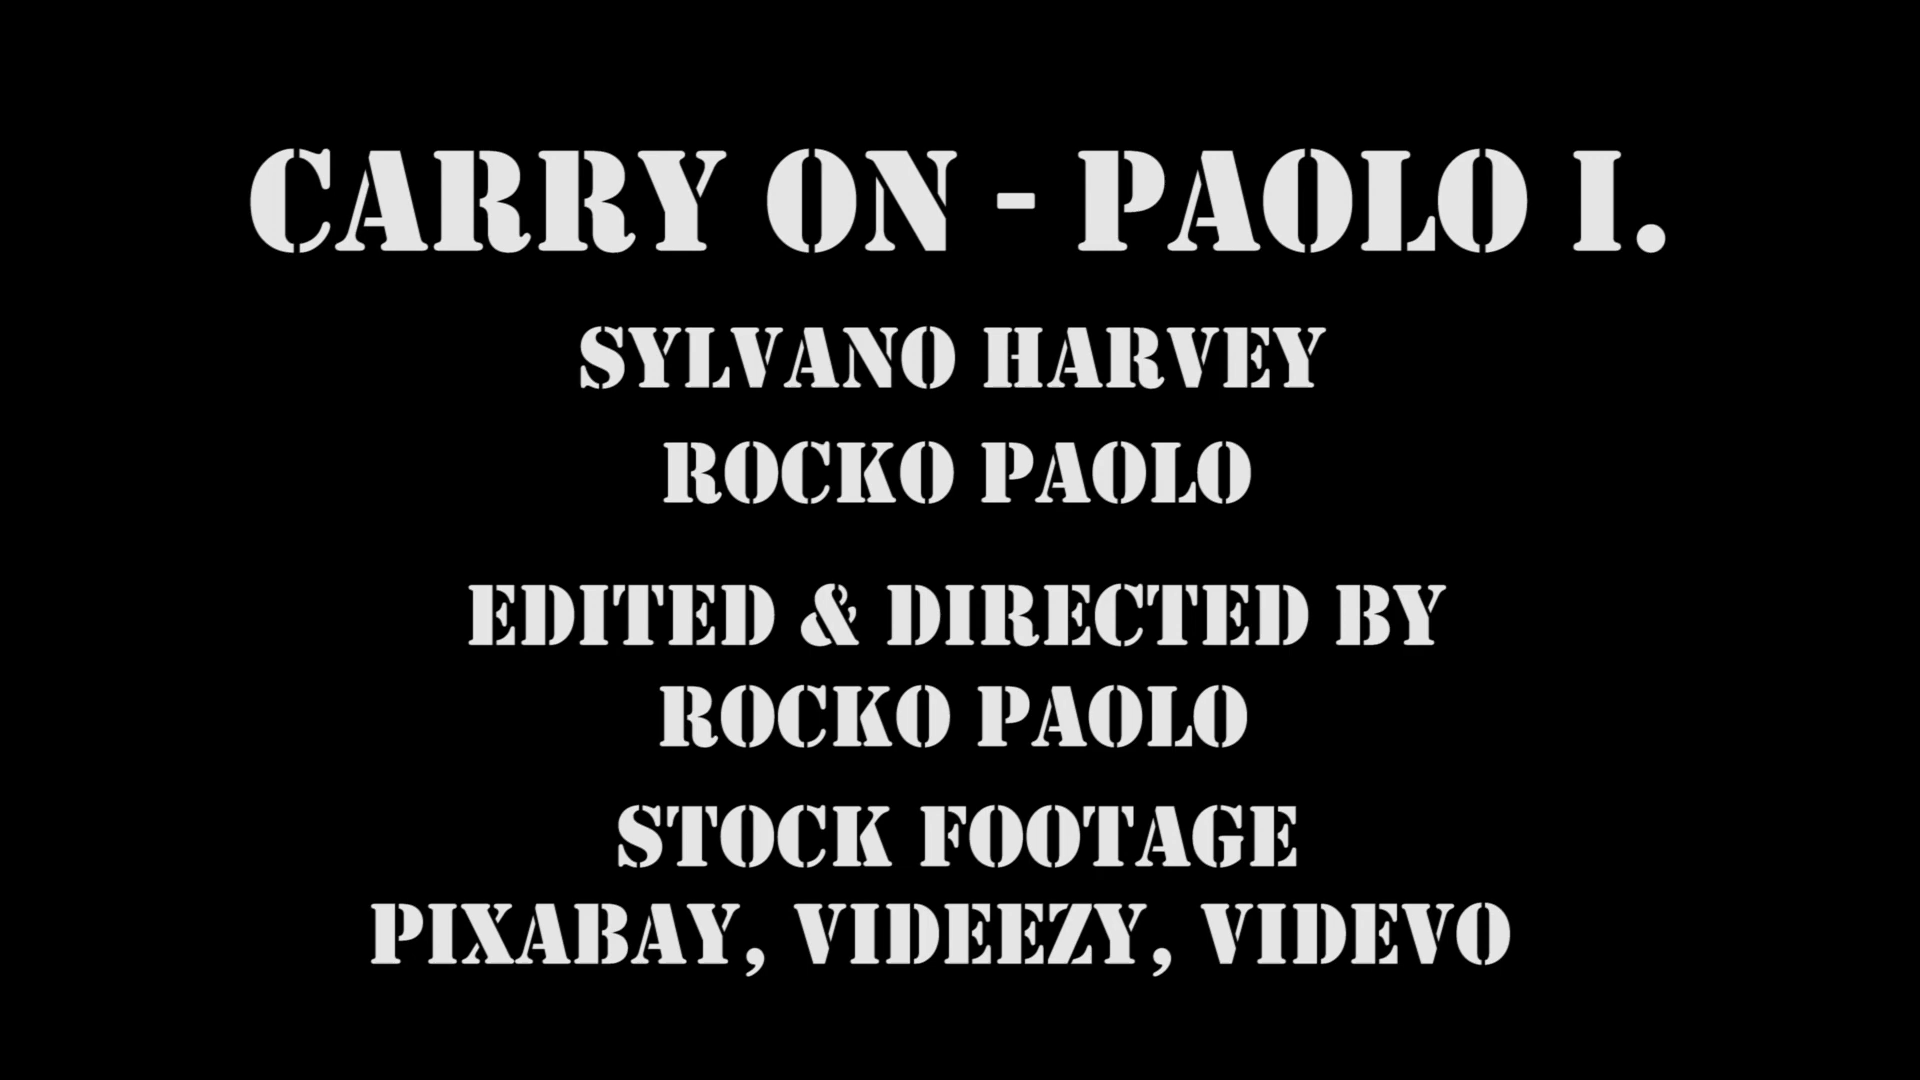 CARRY ON - PAOLO I.
SYLVANO HARVEY
ROCKO PAOLO
EDITED & DIRECTED BY
ROCKO PAOLO
STOCK FOOTAGE
PIXABAY, VIDEEZY, VIDEVO